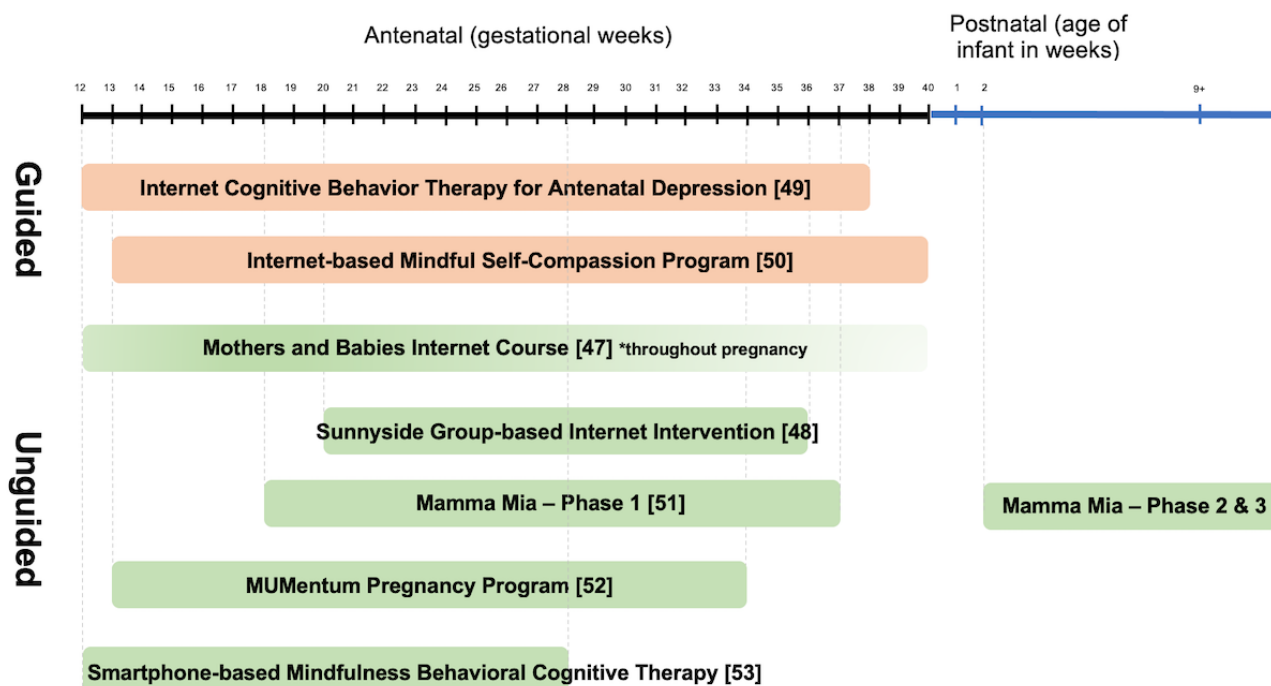 Antenatal (gestational weeks)
Postnatal (age of
infant in weeks)
12 13 14 15 16 17 18 19 20 23 24 25 26 27 28 29 30 31 32 33 34 35 36 37 38 39 40 1 2 9+
Guided
Internet Cognitive Behavior Therapy for Antenatal Depression [49]
Internet-based Mindful Self-Compassion Program [50]
Unguided
Mothers and Babies Internet Course [47] *throughout pregnancy
Sunnyside Group-based Internet Intervention [48]
Mamma Mia – Phase 1 [51]
Mamma Mia – Phase 2 & 3
MUMentum Pregnancy Program [52]
Smartphone-based Mindfulness Behavioral Cognitive Therapy [53]